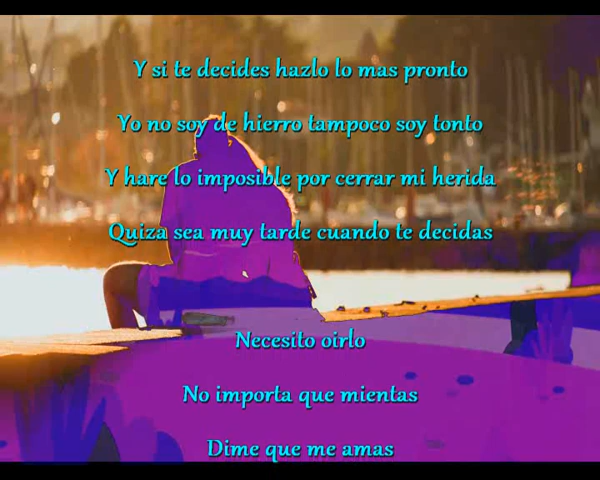 Y si te decides hazlo lo mas pronto
Yo no soy de hierro tampoco soy tonto
Y hare lo imposible por cerrar mi herida
Quiza sea muy tarde cuando te decidas
Necesito oirlo
No importa que mientas
Dime que me amas